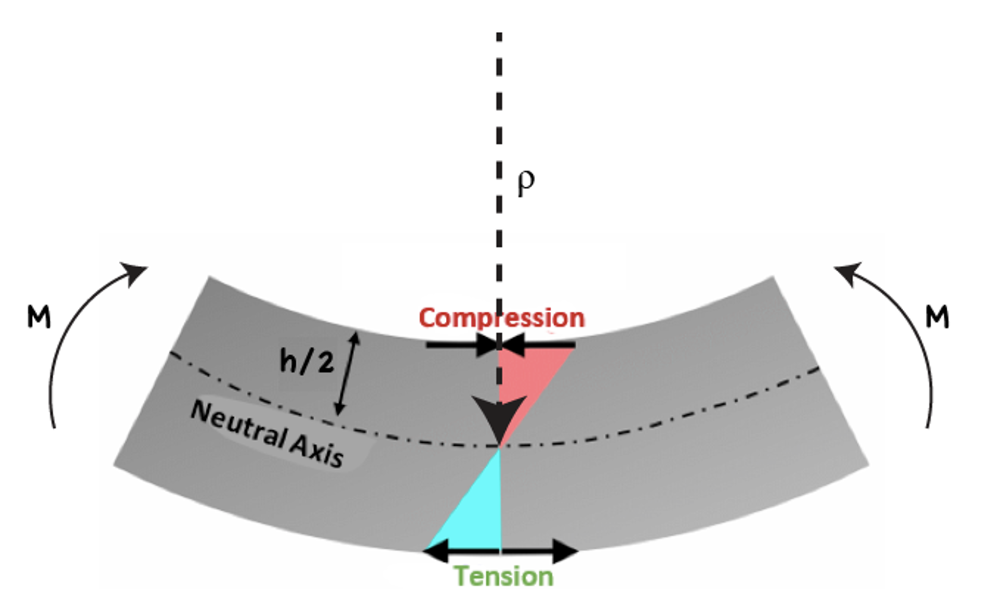 ρ
Compression
M
h/2
M
Neutral Axis
Tension